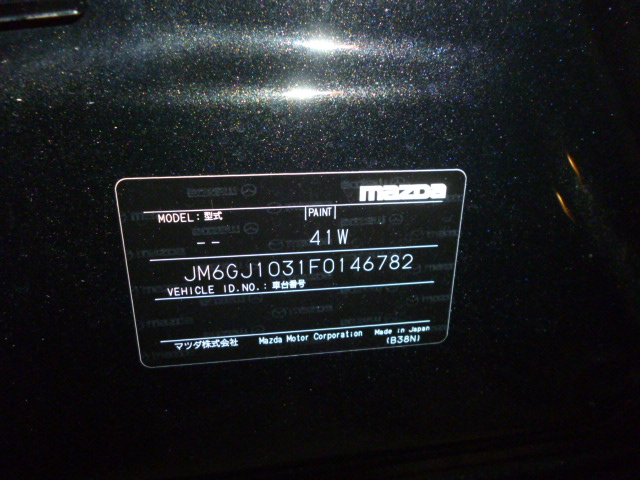 mazda
MODEL：型式 PAINT
-- 41W
JM6GJ1031F0146782
VEHICLE ID.NO.：車台番号
マツダ株式会社 Mazda Motor Corporation Made in Japan
(B38N)